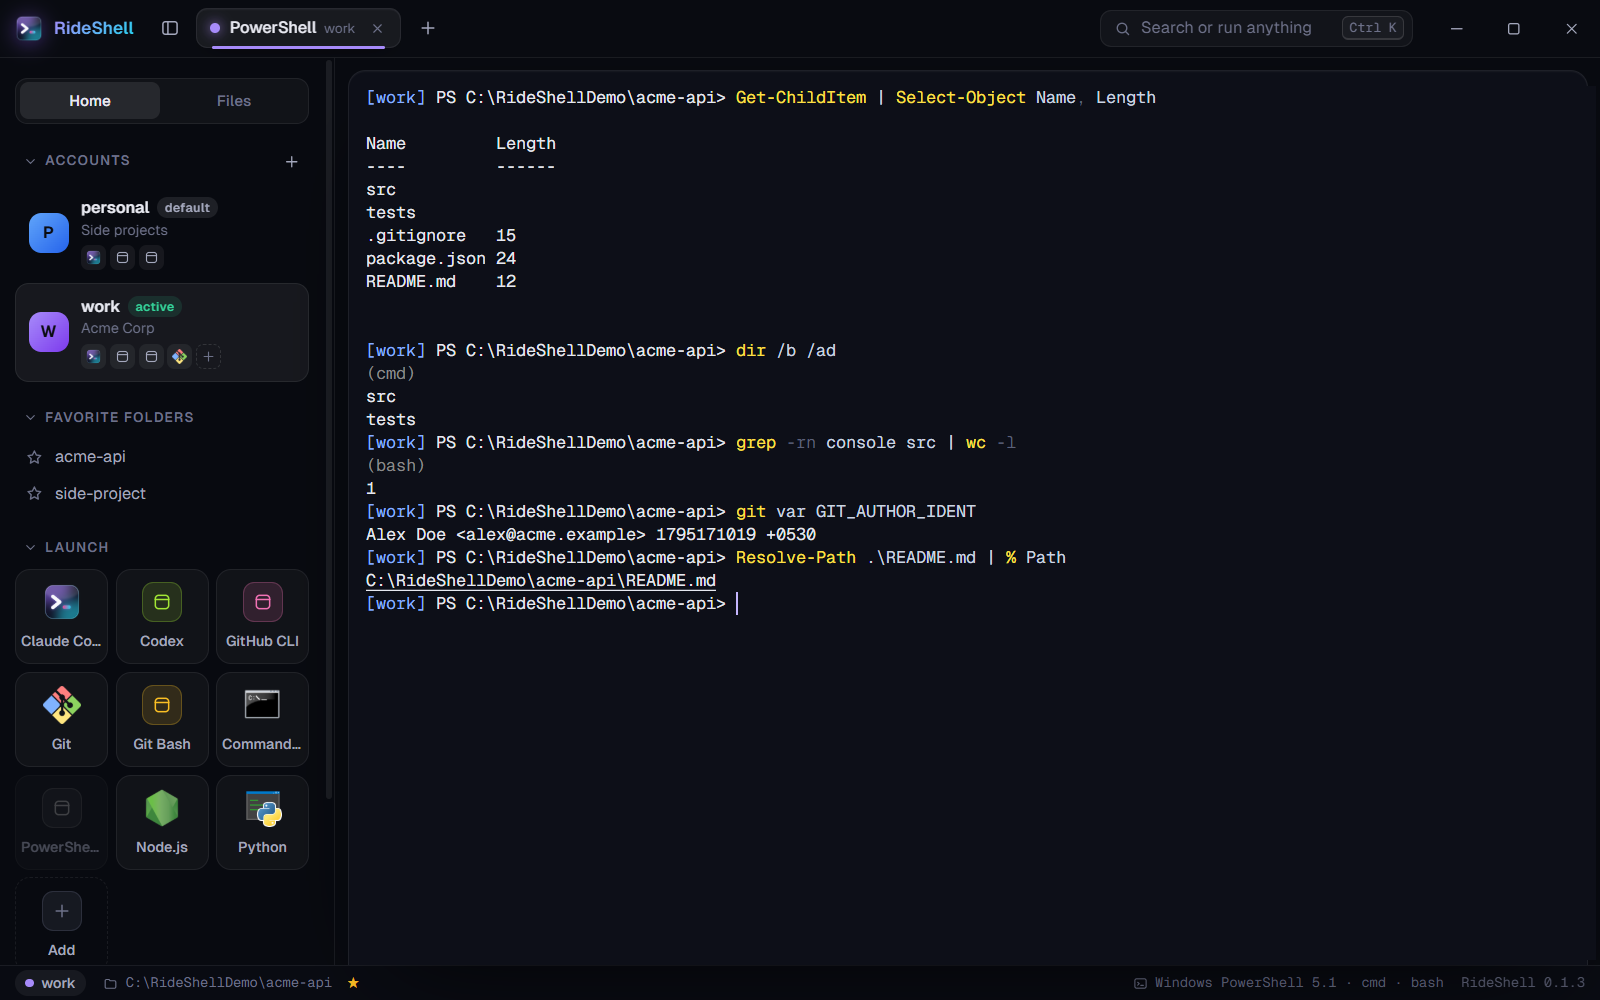 RideShell
PowerShell work
Search or run anything Ctrl K
Home Files
ACCOUNTS
P
personal default
Side projects
W
work active
Acme Corp
FAVORITE FOLDERS
acme-api
side-project
LAUNCH
Claude Co...
Codex
GitHub CLI
Git
Git Bash
Command...
PowerShe...
Node.js
Python
Add
[work] PS C:\RideShellDemo\acme-api> Get-ChildItem | Select-Object Name, Length
Name Length
---- ------
src
tests
.gitignore 15
package.json 24
README.md 12
[work] PS C:\RideShellDemo\acme-api> dir /b /ad
(cmd)
src
tests
[work] PS C:\RideShellDemo\acme-api> grep -rn console src | wc -l
(bash)
1
[work] PS C:\RideShellDemo\acme-api> git var GIT_AUTHOR_IDENT
Alex Doe <alex@acme.example> 1795171019 +0530
[work] PS C:\RideShellDemo\acme-api> Resolve-Path .\README.md | % Path
C:\RideShellDemo\acme-api\README.md
[work] PS C:\RideShellDemo\acme-api>
work C:\RideShellDemo\acme-api
Windows PowerShell 5.1 · cmd · bash RideShell 0.1.3